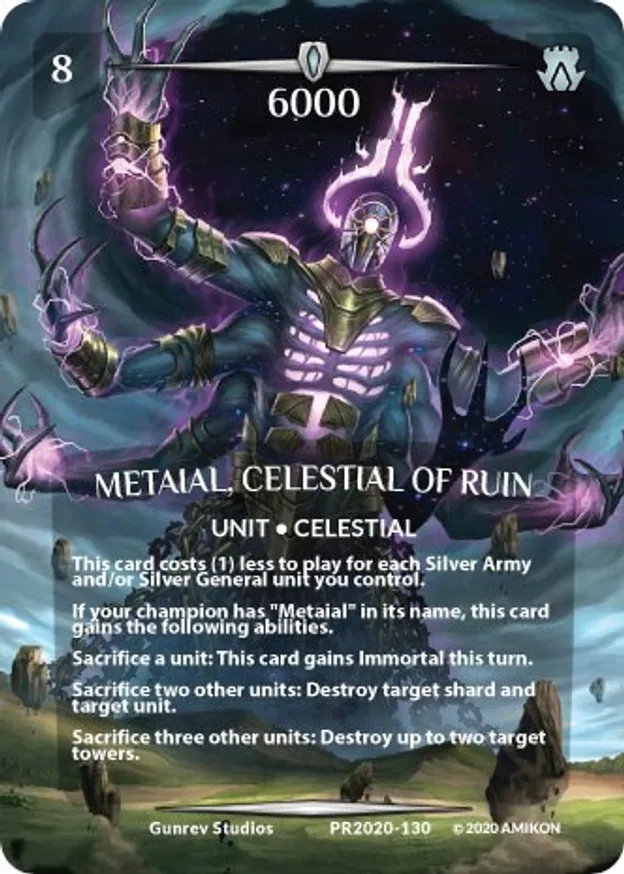 8
6000
METAIAL, CELESTIAL OF RUIN
UNIT • CELESTIAL
This card costs (1) less to play for each Silver Army
and/or Silver General unit you control.
If your champion has "Metaial" in its name, this card
gains the following abilities.
Sacrifice a unit: This card gains Immortal this turn.
Sacrifice two other units: Destroy target shard and
target unit.
Sacrifice three other units: Destroy up to two target
towers.
Gunrev Studios PR2020-130 © 2020 AMIKON